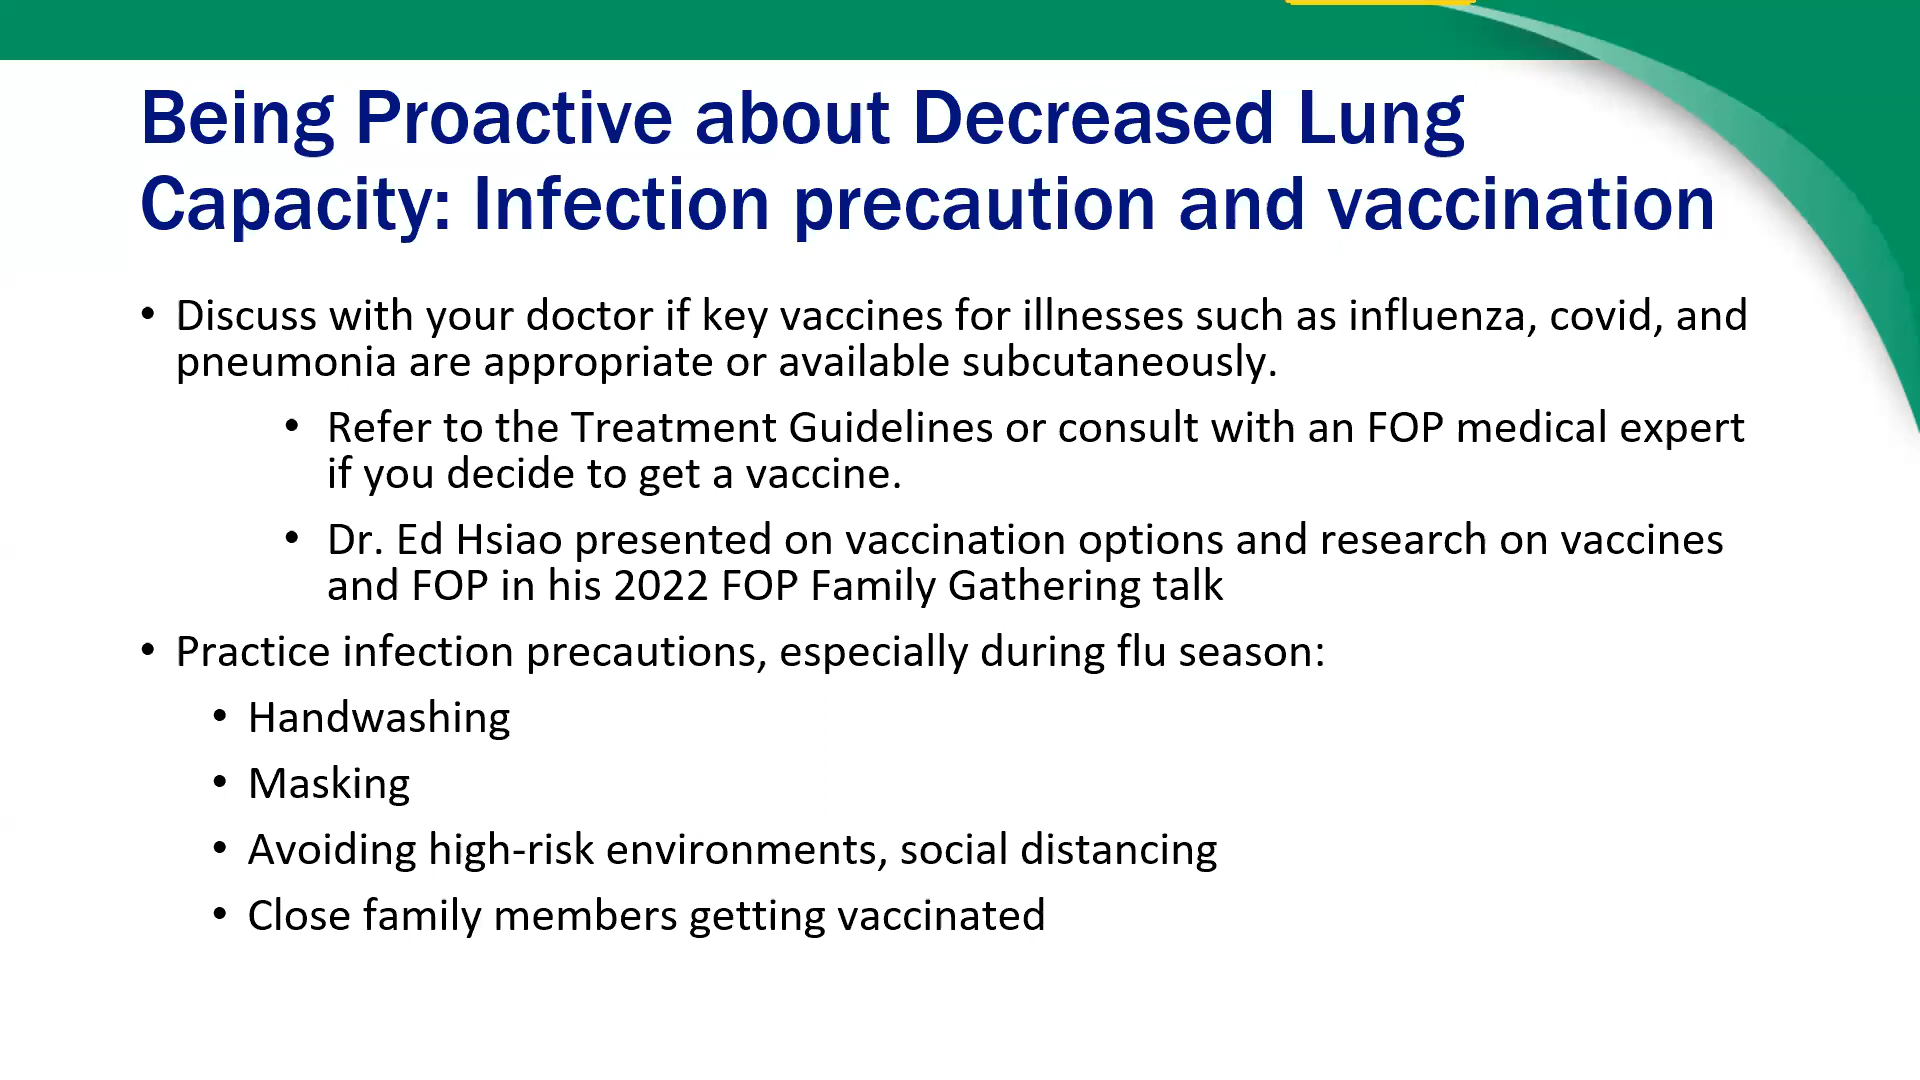 Being Proactive about Decreased Lung
Capacity: Infection precaution and vaccination
• Discuss with your doctor if key vaccines for illnesses such as influenza, covid, and
pneumonia are appropriate or available subcutaneously.
• Refer to the Treatment Guidelines or consult with an FOP medical expert
if you decide to get a vaccine.
• Dr. Ed Hsiao presented on vaccination options and research on vaccines
and FOP in his 2022 FOP Family Gathering talk
• Practice infection precautions, especially during flu season:
• Handwashing
• Masking
• Avoiding high-risk environments, social distancing
• Close family members getting vaccinated